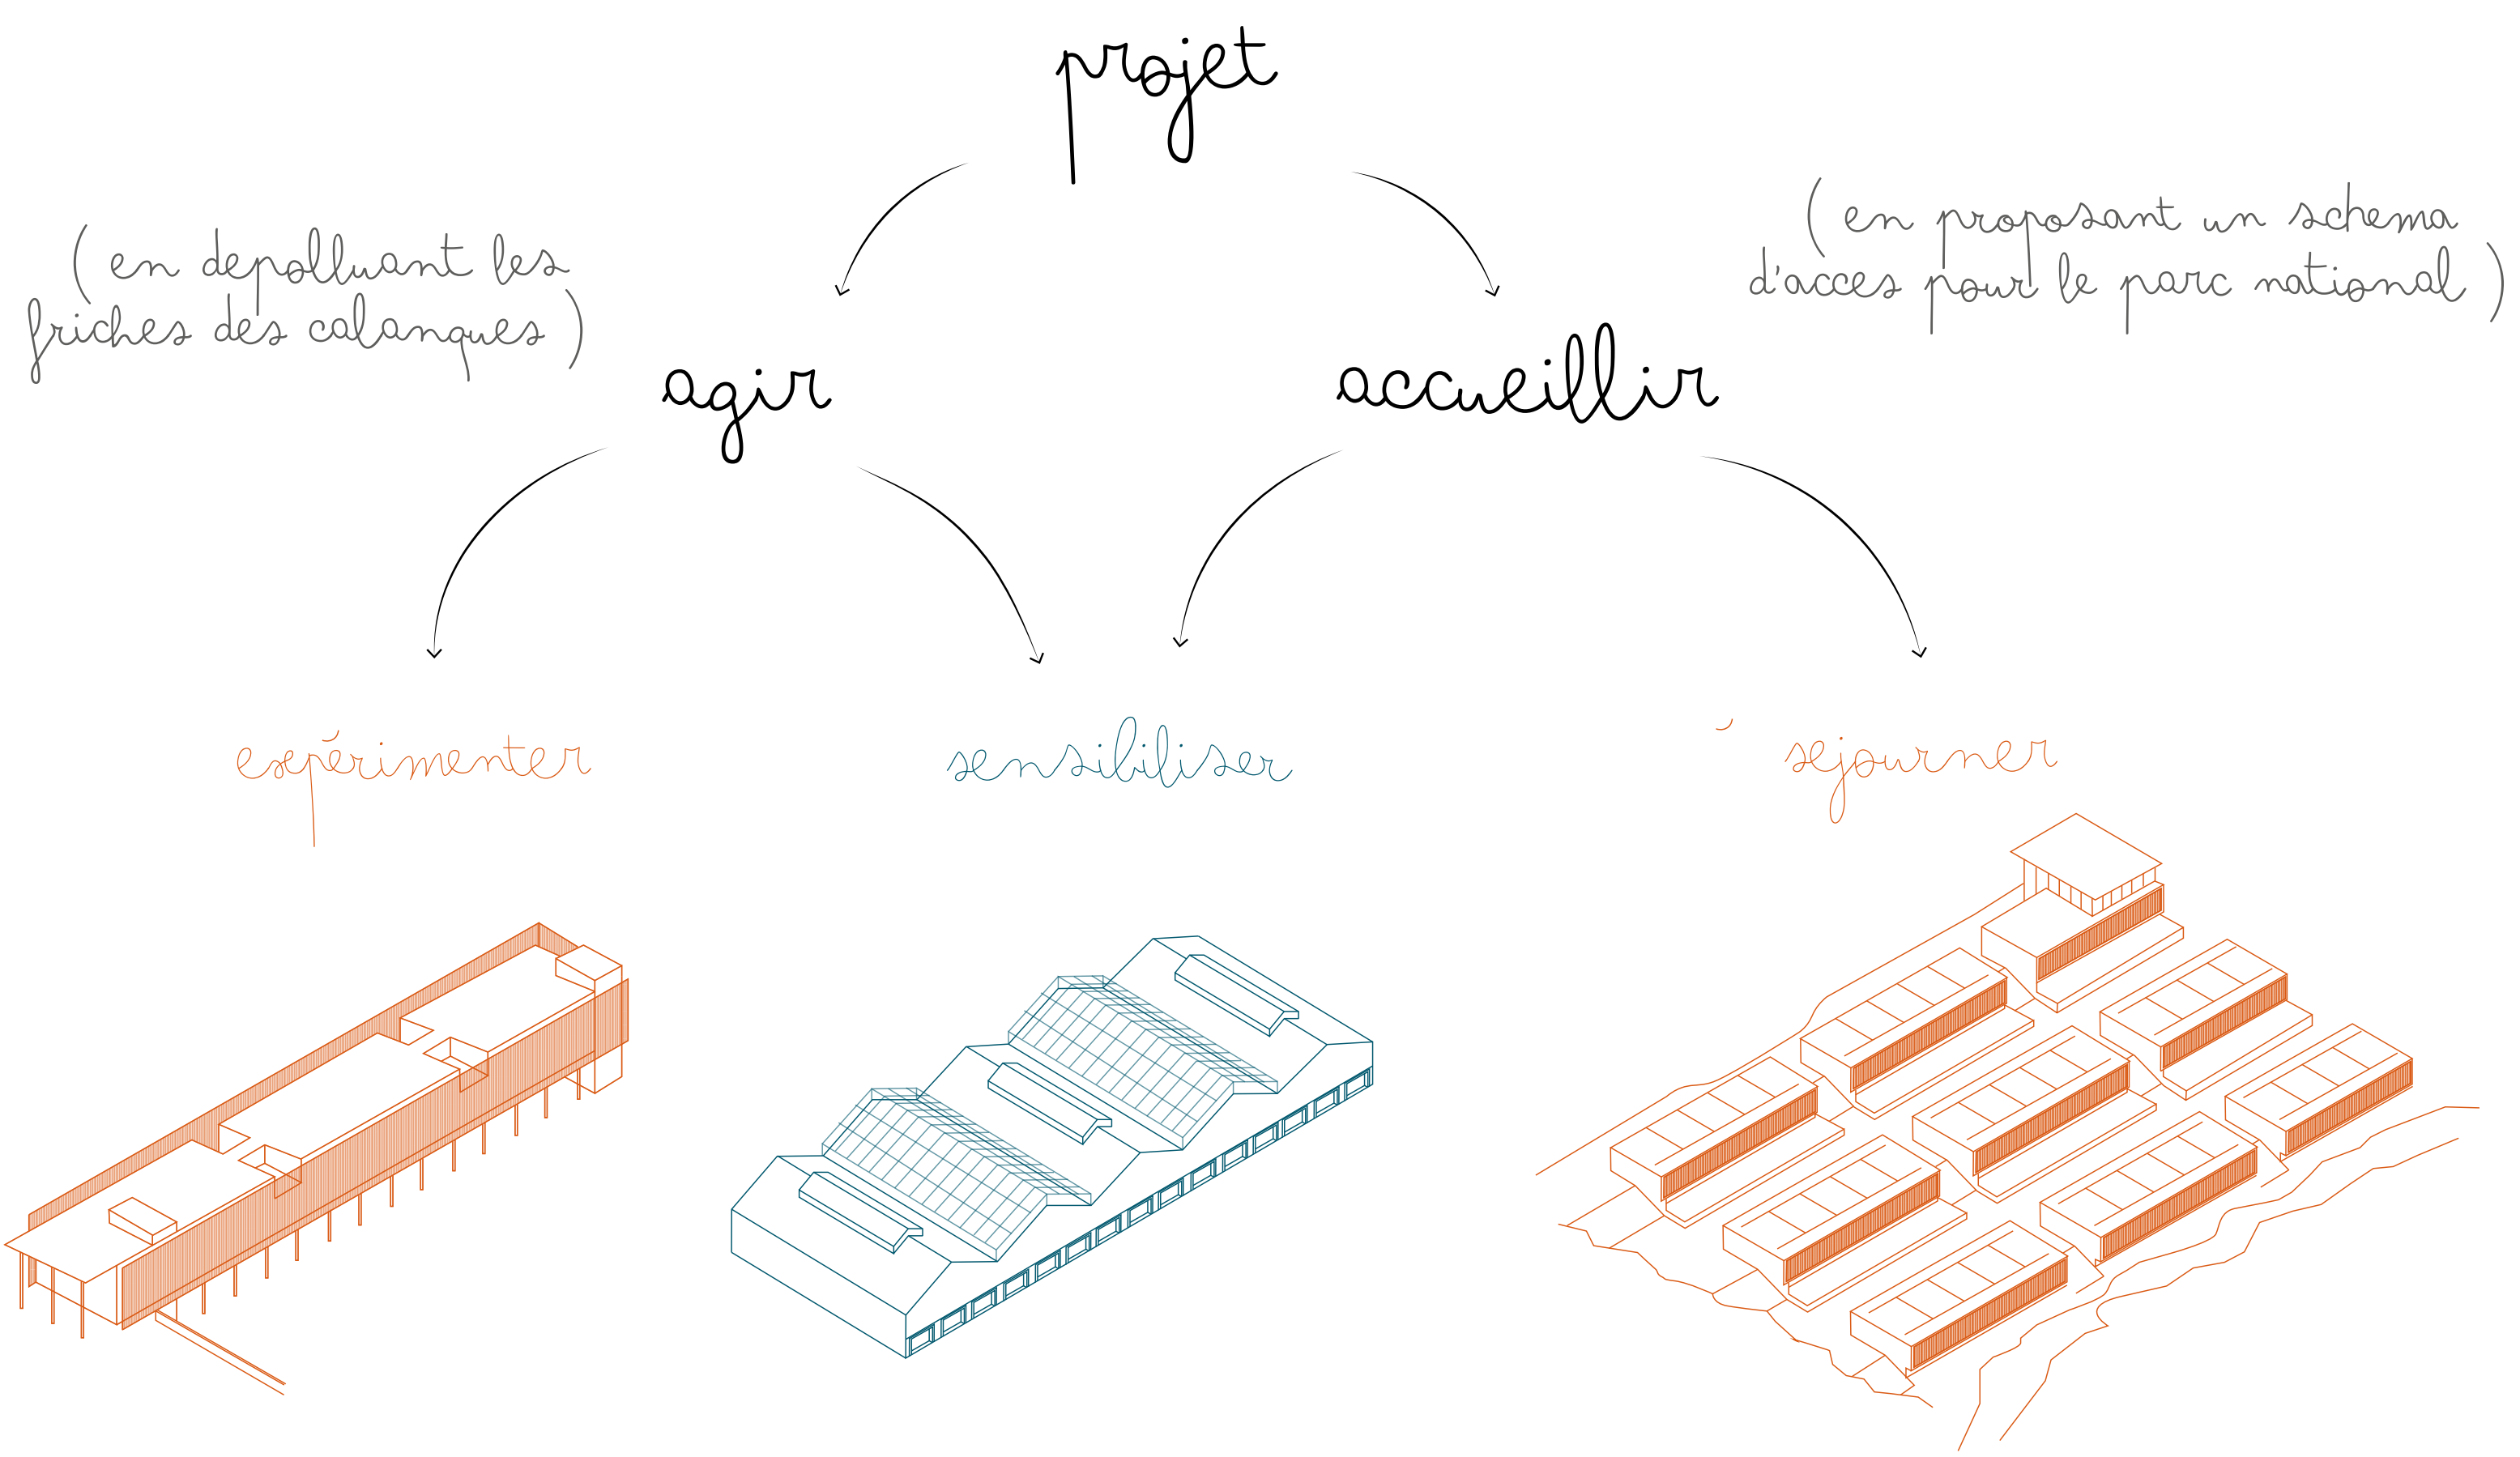 projet
(en depolluant les
friches des calanques)
(en proposant un schema
d'acces pour le parc national)
agir
accueillir
expérimenter
sensibiliser
séjourner